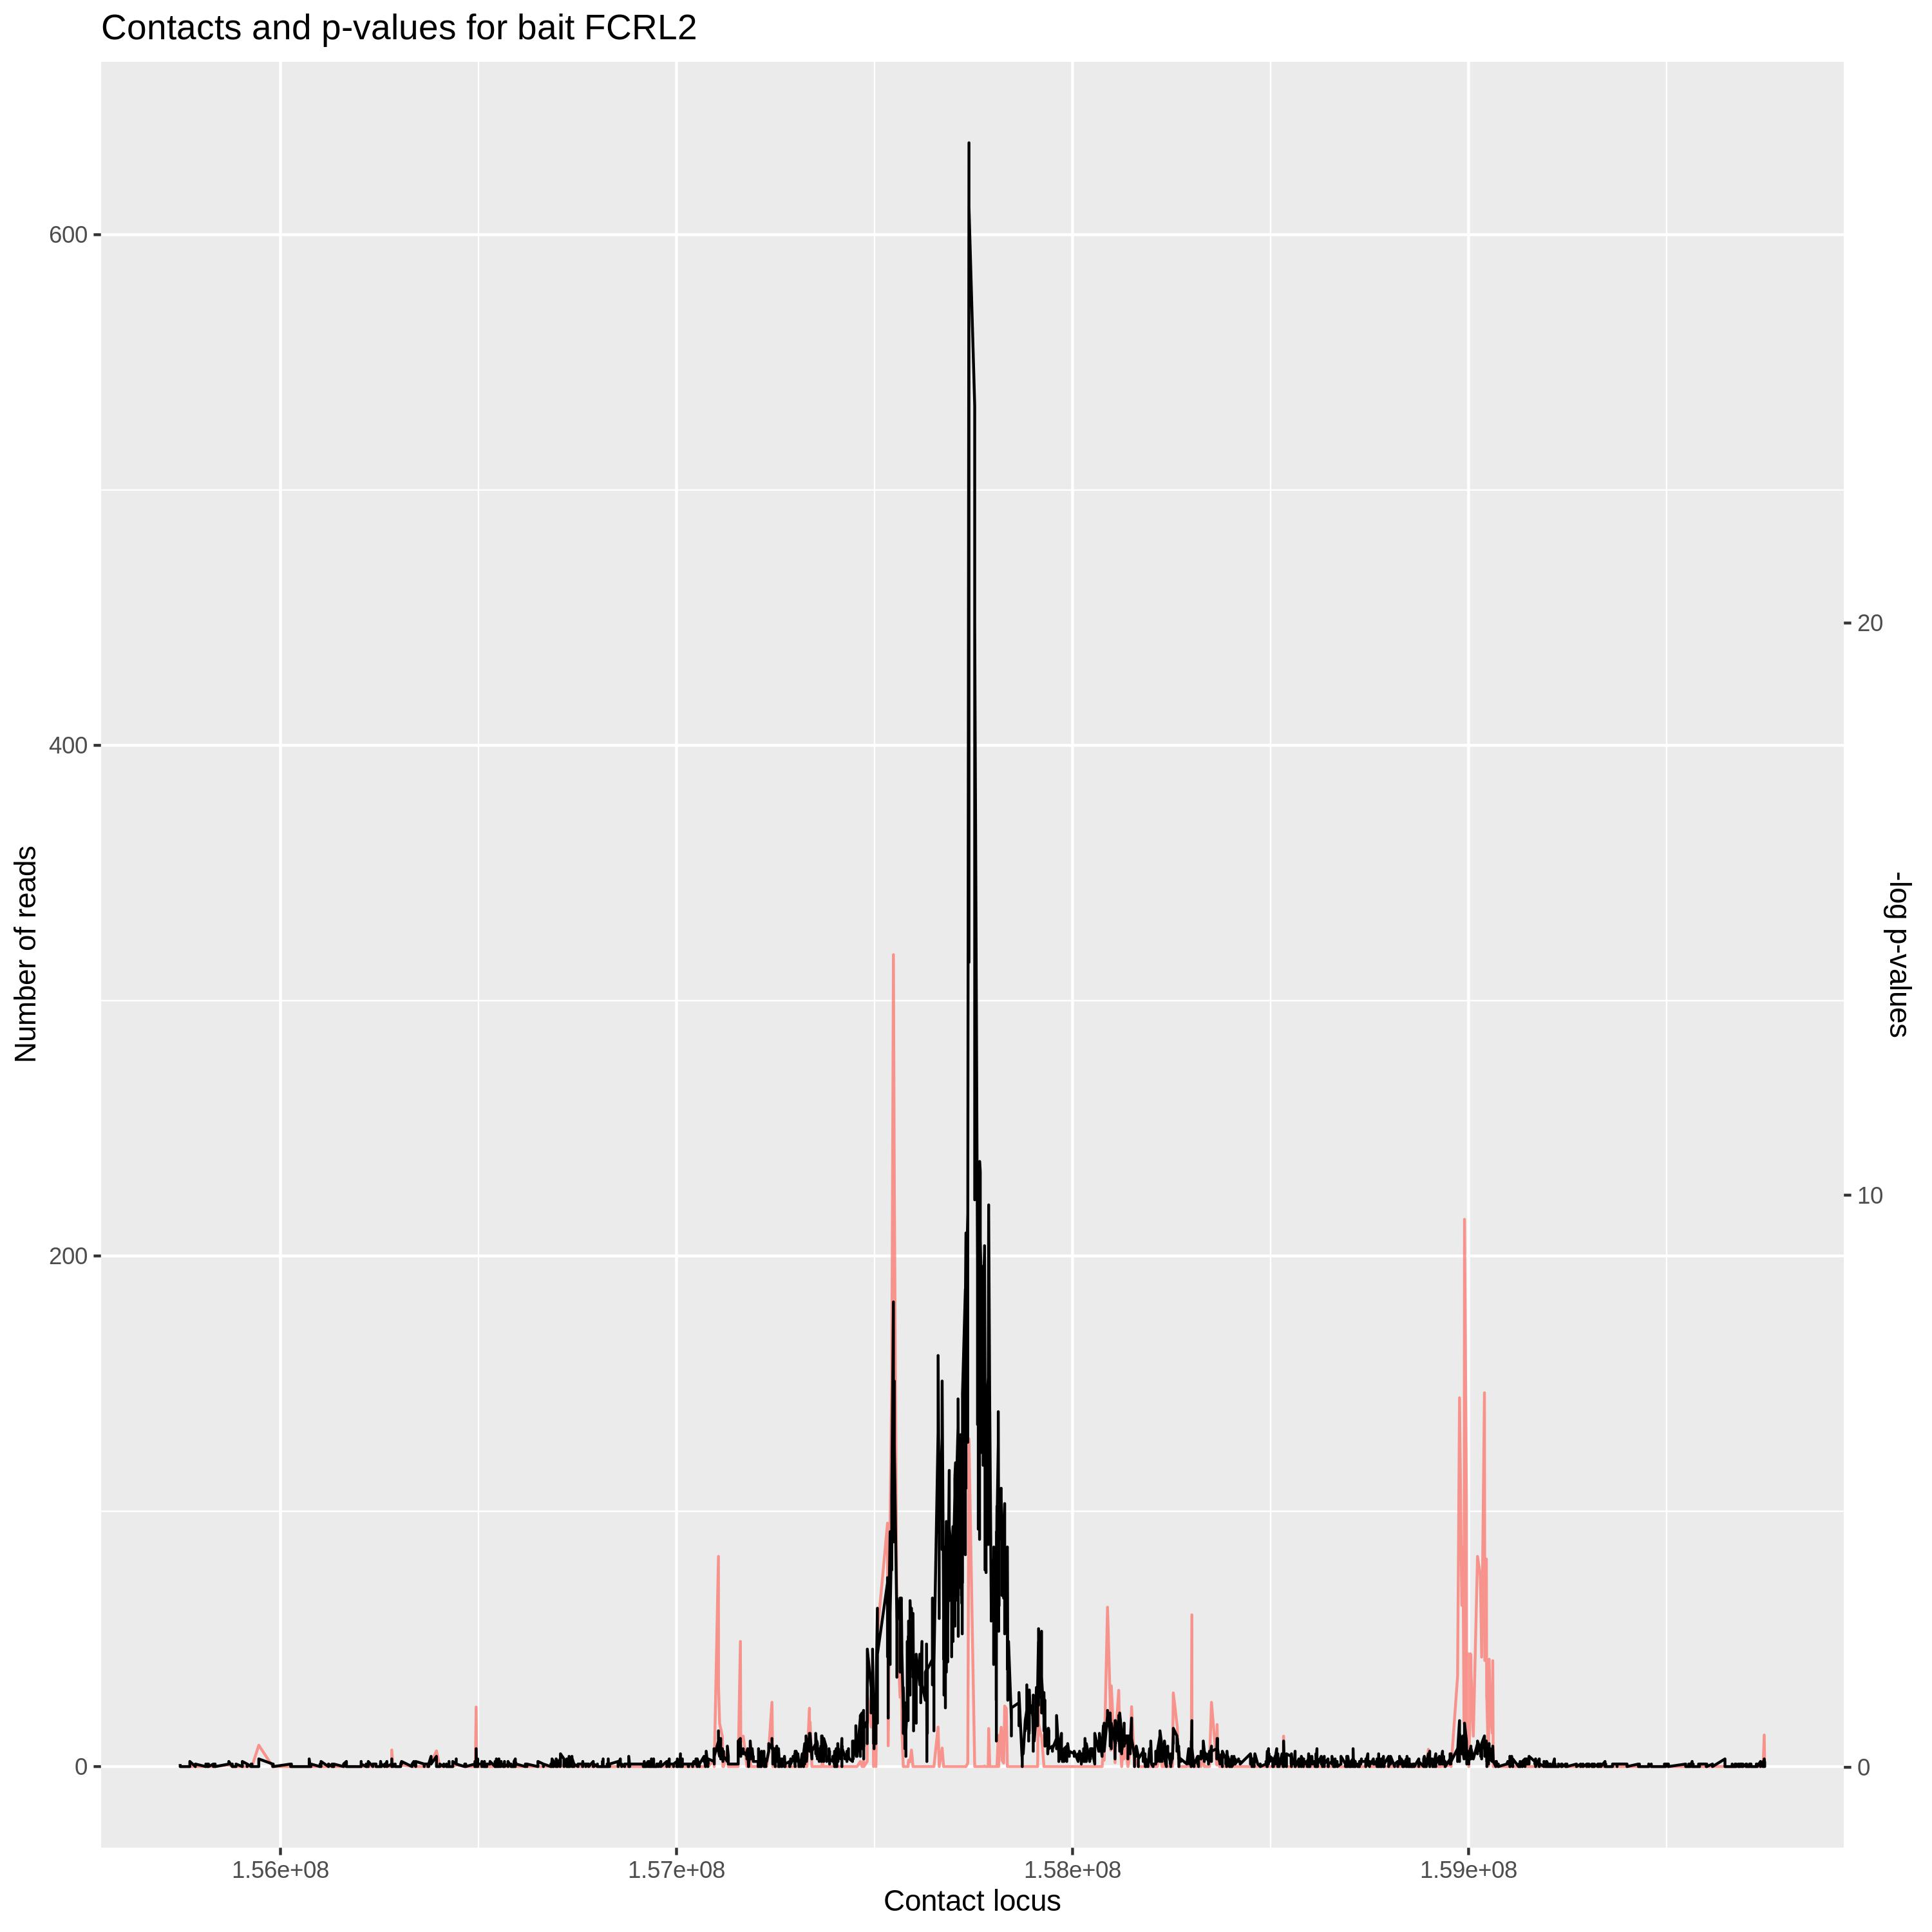 Contacts and p-values for bait FCRL2
600
400
200
0
Number of reads
20
10
0
-log p-values
1.56e+08
1.57e+08
1.58e+08
1.59e+08
Contact locus